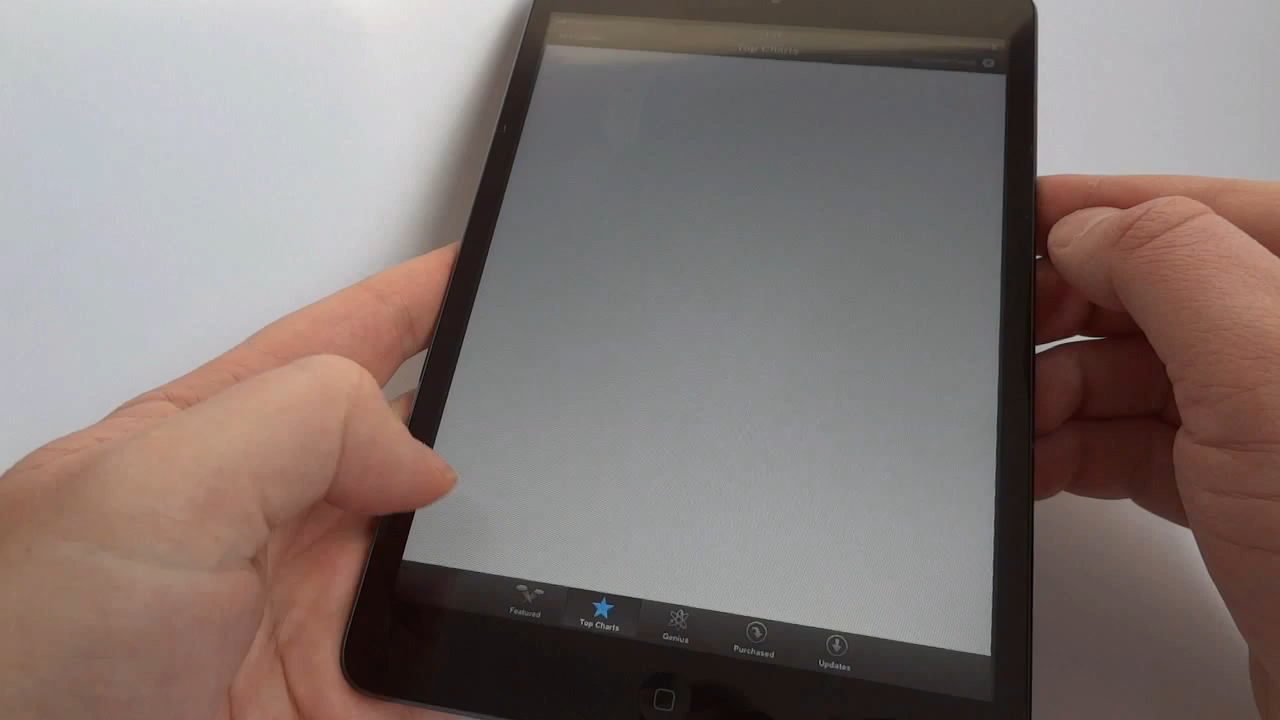 Top Charts
Featured
Top Charts
Genius
Purchased
Updates